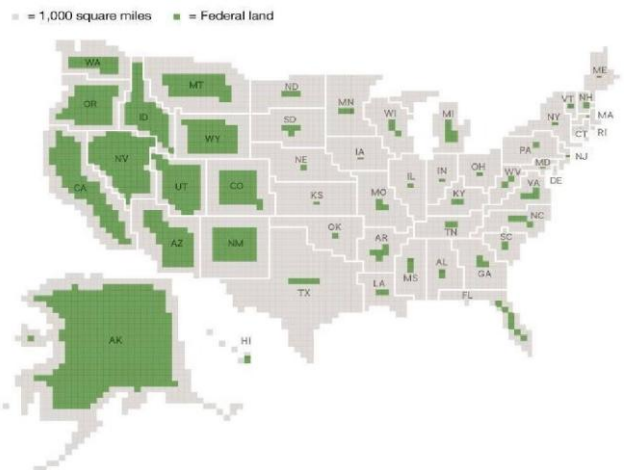 = 1,000 square miles = Federal land
WA
MT
ND
ME
OR
ID
MN
VT
NH
SD
WI
MI
NY
MA
WY
CT
RI
IA
PA
NV
NE
IL
IN
OH
NJ
MD
UT
CO
WV
DE
CA
KS
MO
KY
VA
NC
AZ
NM
OK
AR
TN
SC
MS
AL
GA
TX
LA
FL
AK
HI